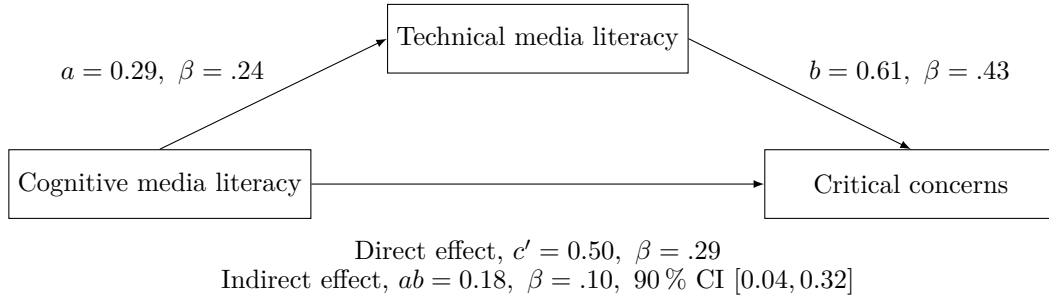 Technical media literacy
a = 0.29, β = .24
b = 0.61, β = .43
Cognitive media literacy
Critical concerns
Direct effect, c′ = 0.50, β = .29
Indirect effect, ab = 0.18, β = .10, 90 % CI [0.04, 0.32]